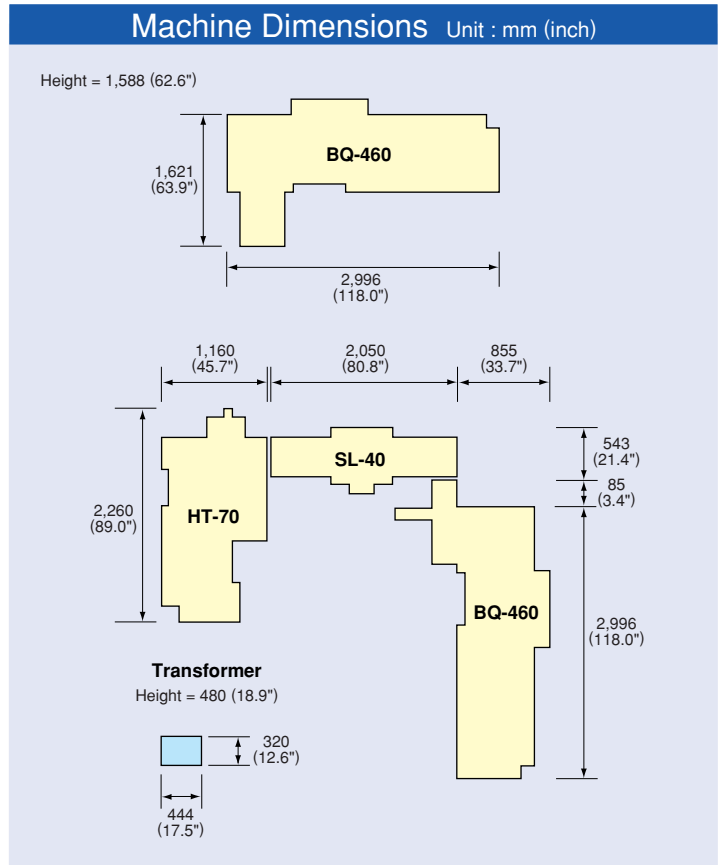 Machine Dimensions Unit : mm (inch)
Height = 1,588 (62.6")
BQ-460
1,621
(63.9")
2,996
(118.0")
1,160
(45.7")
2,050
(80.8")
855
(33.7")
543
(21.4")
SL-40
85
(3.4")
2,260
(89.0")
HT-70
BQ-460
2,996
(118.0")
Transformer
Height = 480 (18.9")
320
(12.6")
444
(17.5")